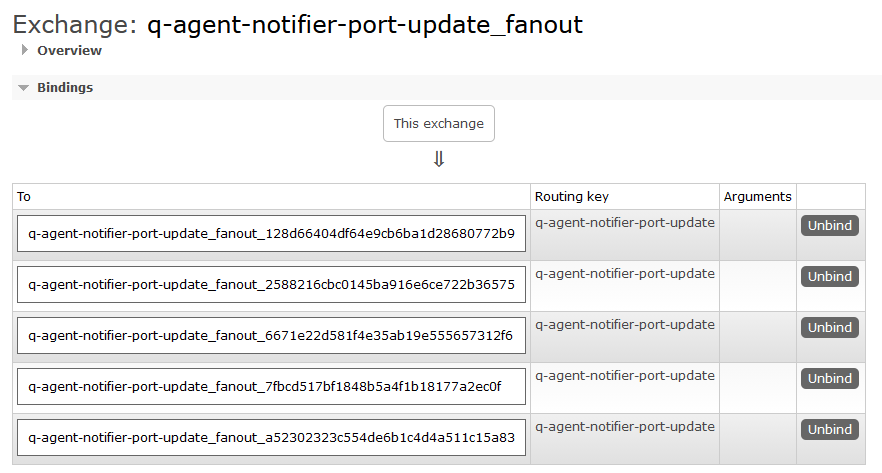 Exchange: q-agent-notifier-port-update_fanout
Overview
Bindings
This exchange
To Routing key Arguments
q-agent-notifier-port-update_fanout_128d66404df64e9cb6ba1d28680772b9 q-agent-notifier-port-update Unbind
q-agent-notifier-port-update_fanout_2588216cbc0145ba916e6ce722b36575 q-agent-notifier-port-update Unbind
q-agent-notifier-port-update_fanout_6671e22d581f4e35ab19e555657312f6 q-agent-notifier-port-update Unbind
q-agent-notifier-port-update_fanout_7fbcd517bf1848b5a4f1b18177a2ec0f q-agent-notifier-port-update Unbind
q-agent-notifier-port-update_fanout_a52302323c554de6b1c4d4a511c15a83 q-agent-notifier-port-update Unbind